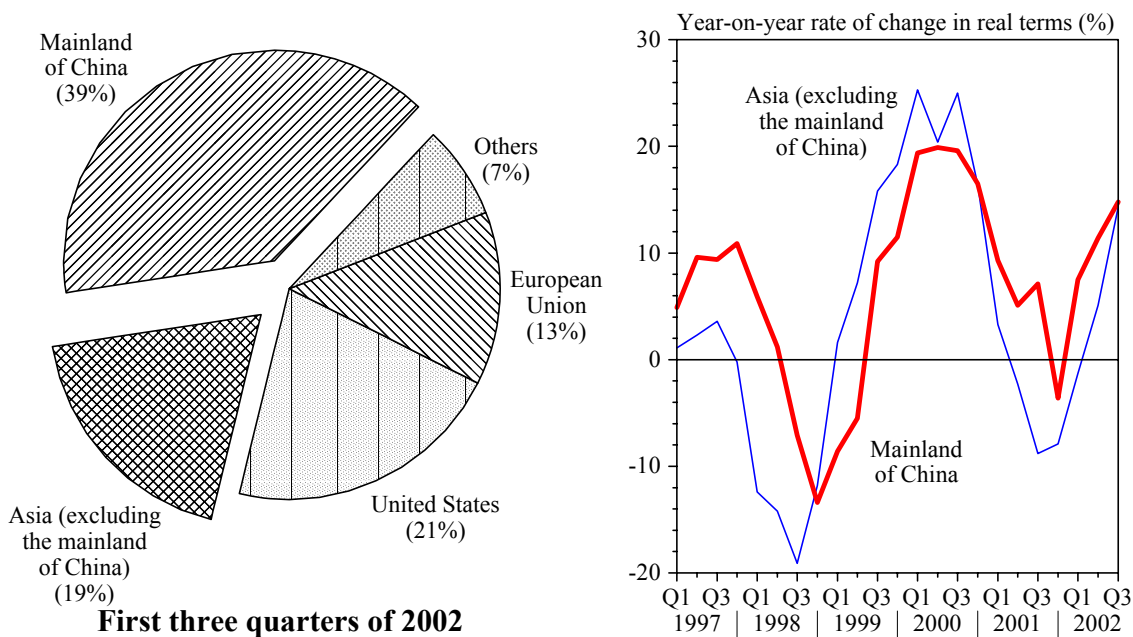 Mainland
of China
(39%)
Others
(7%)
European
Union
(13%)
United States
(21%)
Asia (excluding
the mainland
of China)
(19%)
First three quarters of 2002
Year-on-year rate of change in real terms (%)
30
20
10
0
-10
-20
Asia (excluding
the mainland
of China)
Mainland
of China
Q1 Q3 Q1 Q3 Q1 Q3 Q1 Q3 Q1 Q3 Q1 Q3
1997 1998 1999 2000 2001 2002